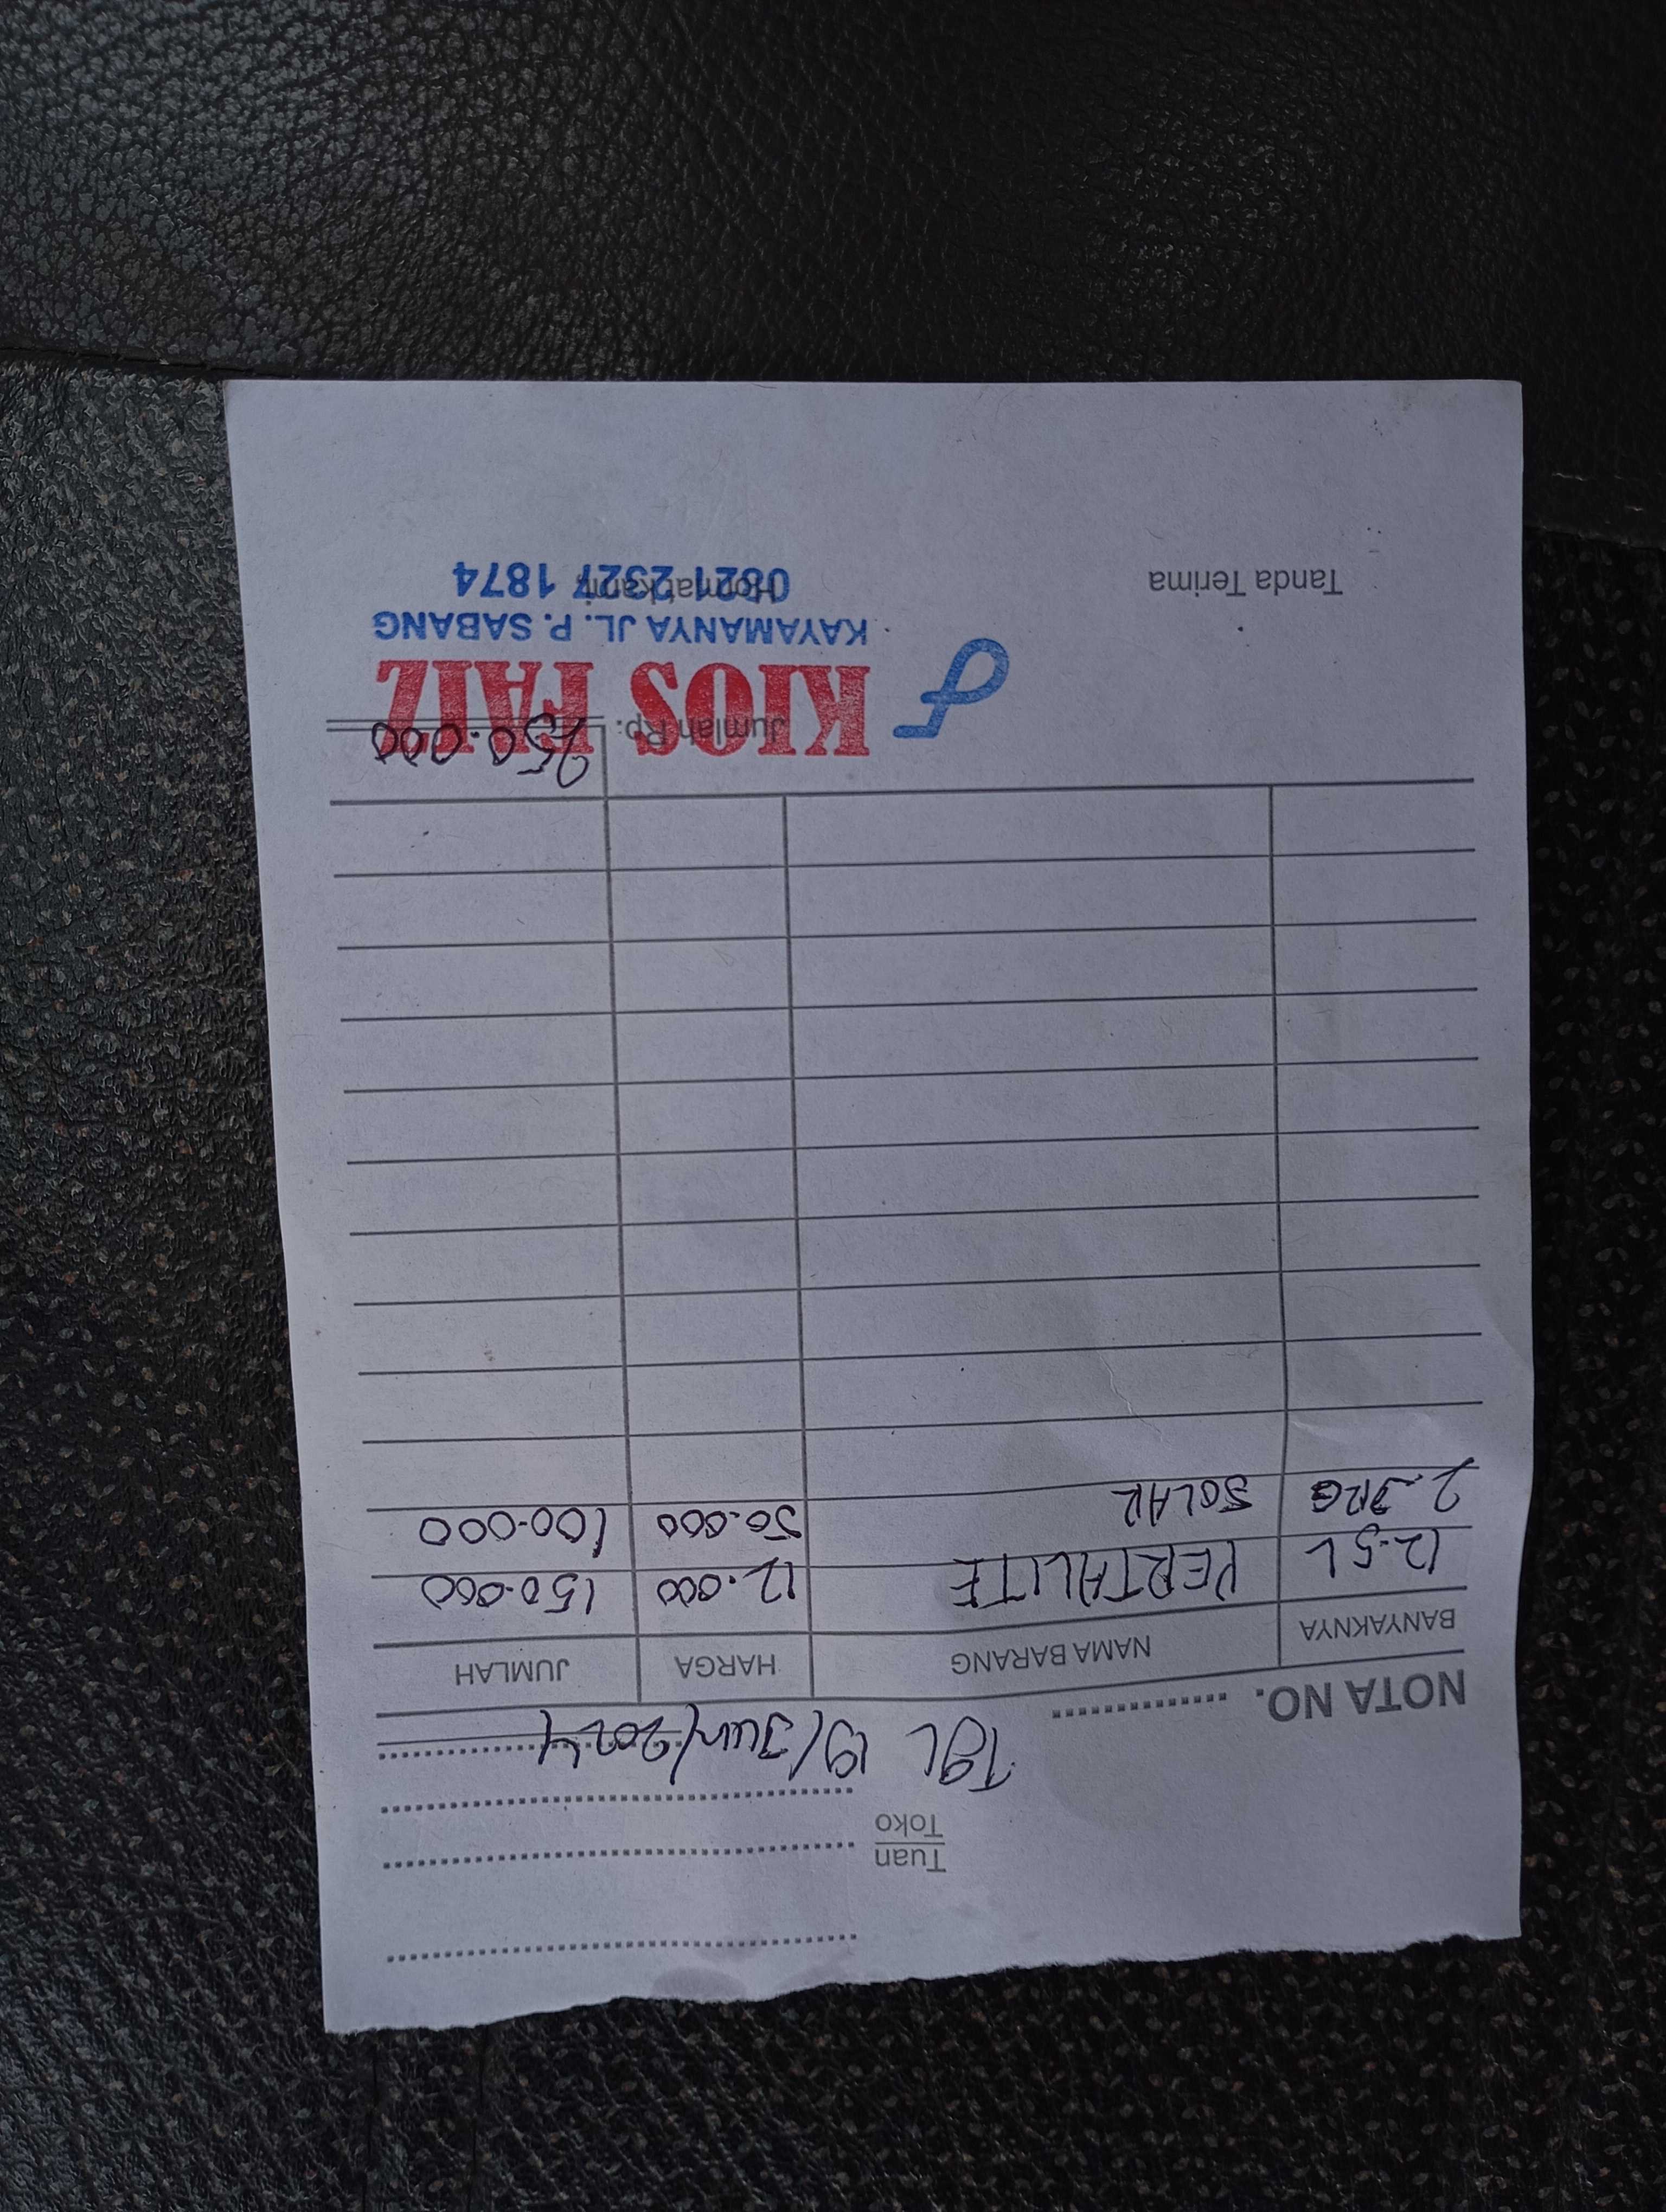 Tuan
Toko
TGL 19/Jun/2024
NOTA NO.
BANYAKNYA NAMA BARANG HARGA JUMLAH
12.5L PERTALITE 12.000 150.000
2 JRG SOLAR 50.000 100.000
Jumlah Rp. 250.000
KIOS FAIZ
KAYAMANYA JL. P. SABANG
0821 2327 1874
Tanda Terima Hormat kami